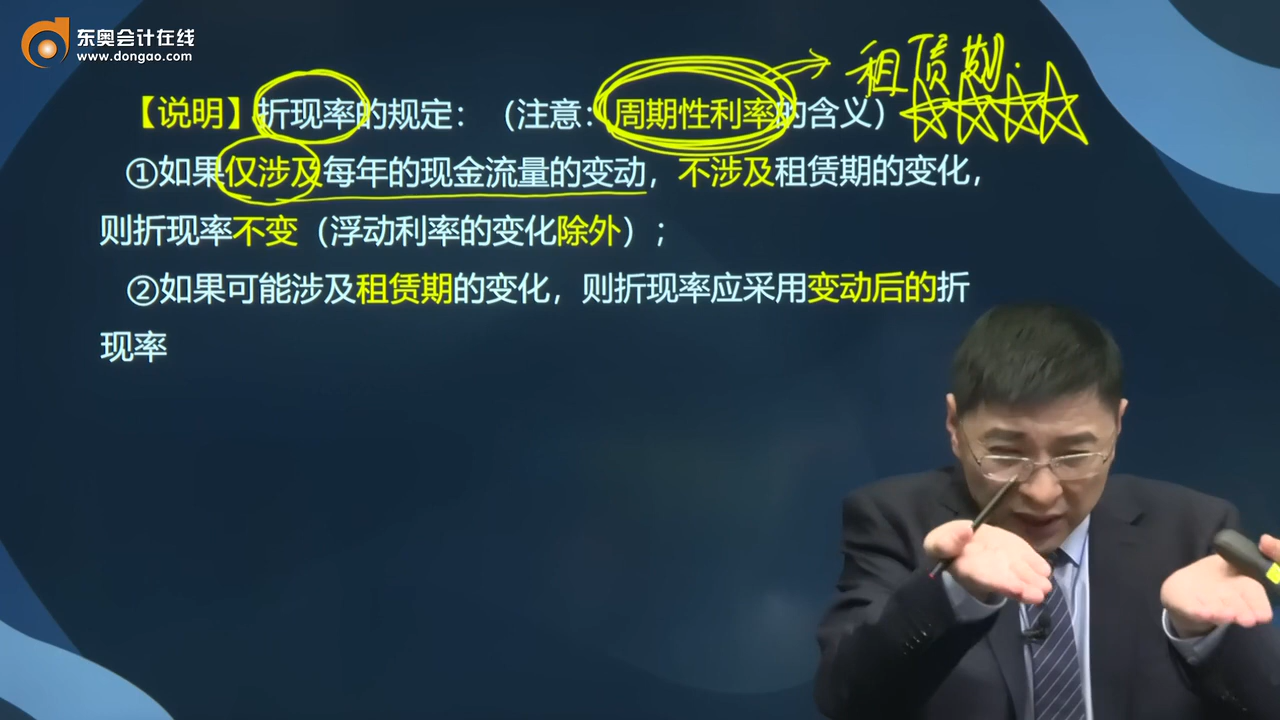 东奥会计在线
www.dongao.com
租赁期.
【说明】折现率的规定：（注意：周期性利率的含义）
①如果仅涉及每年的现金流量的变动，不涉及租赁期的变化，
则折现率不变（浮动利率的变化除外）；
②如果可能涉及租赁期的变化，则折现率应采用变动后的折
现率